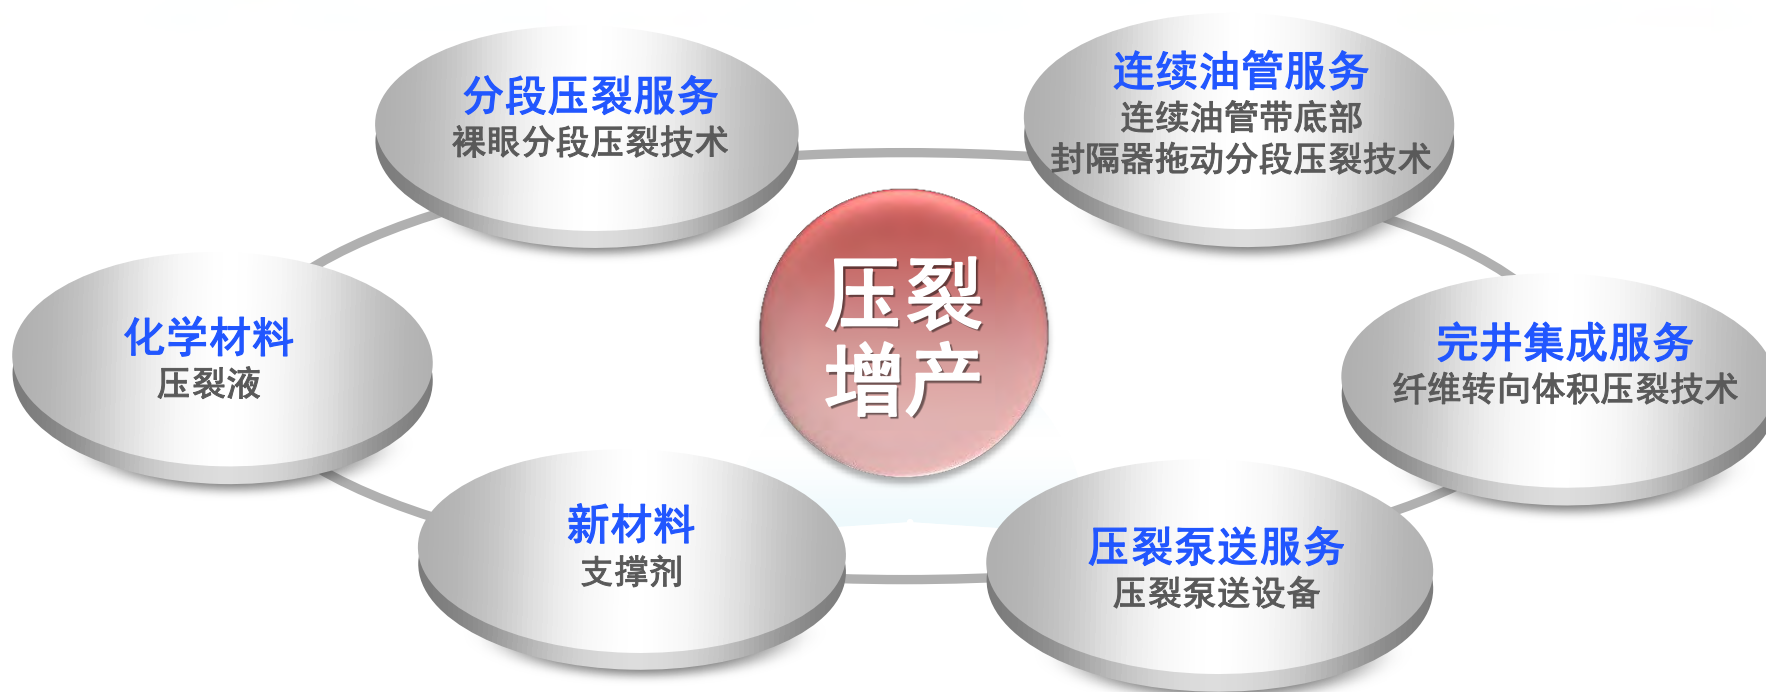 分段压裂服务
裸眼分段压裂技术
连续油管服务
连续油管带底部
封隔器拖动分段压裂技术
压裂
增产
化学材料
压裂液
完井集成服务
纤维转向体积压裂技术
新材料
支撑剂
压裂泵送服务
压裂泵送设备